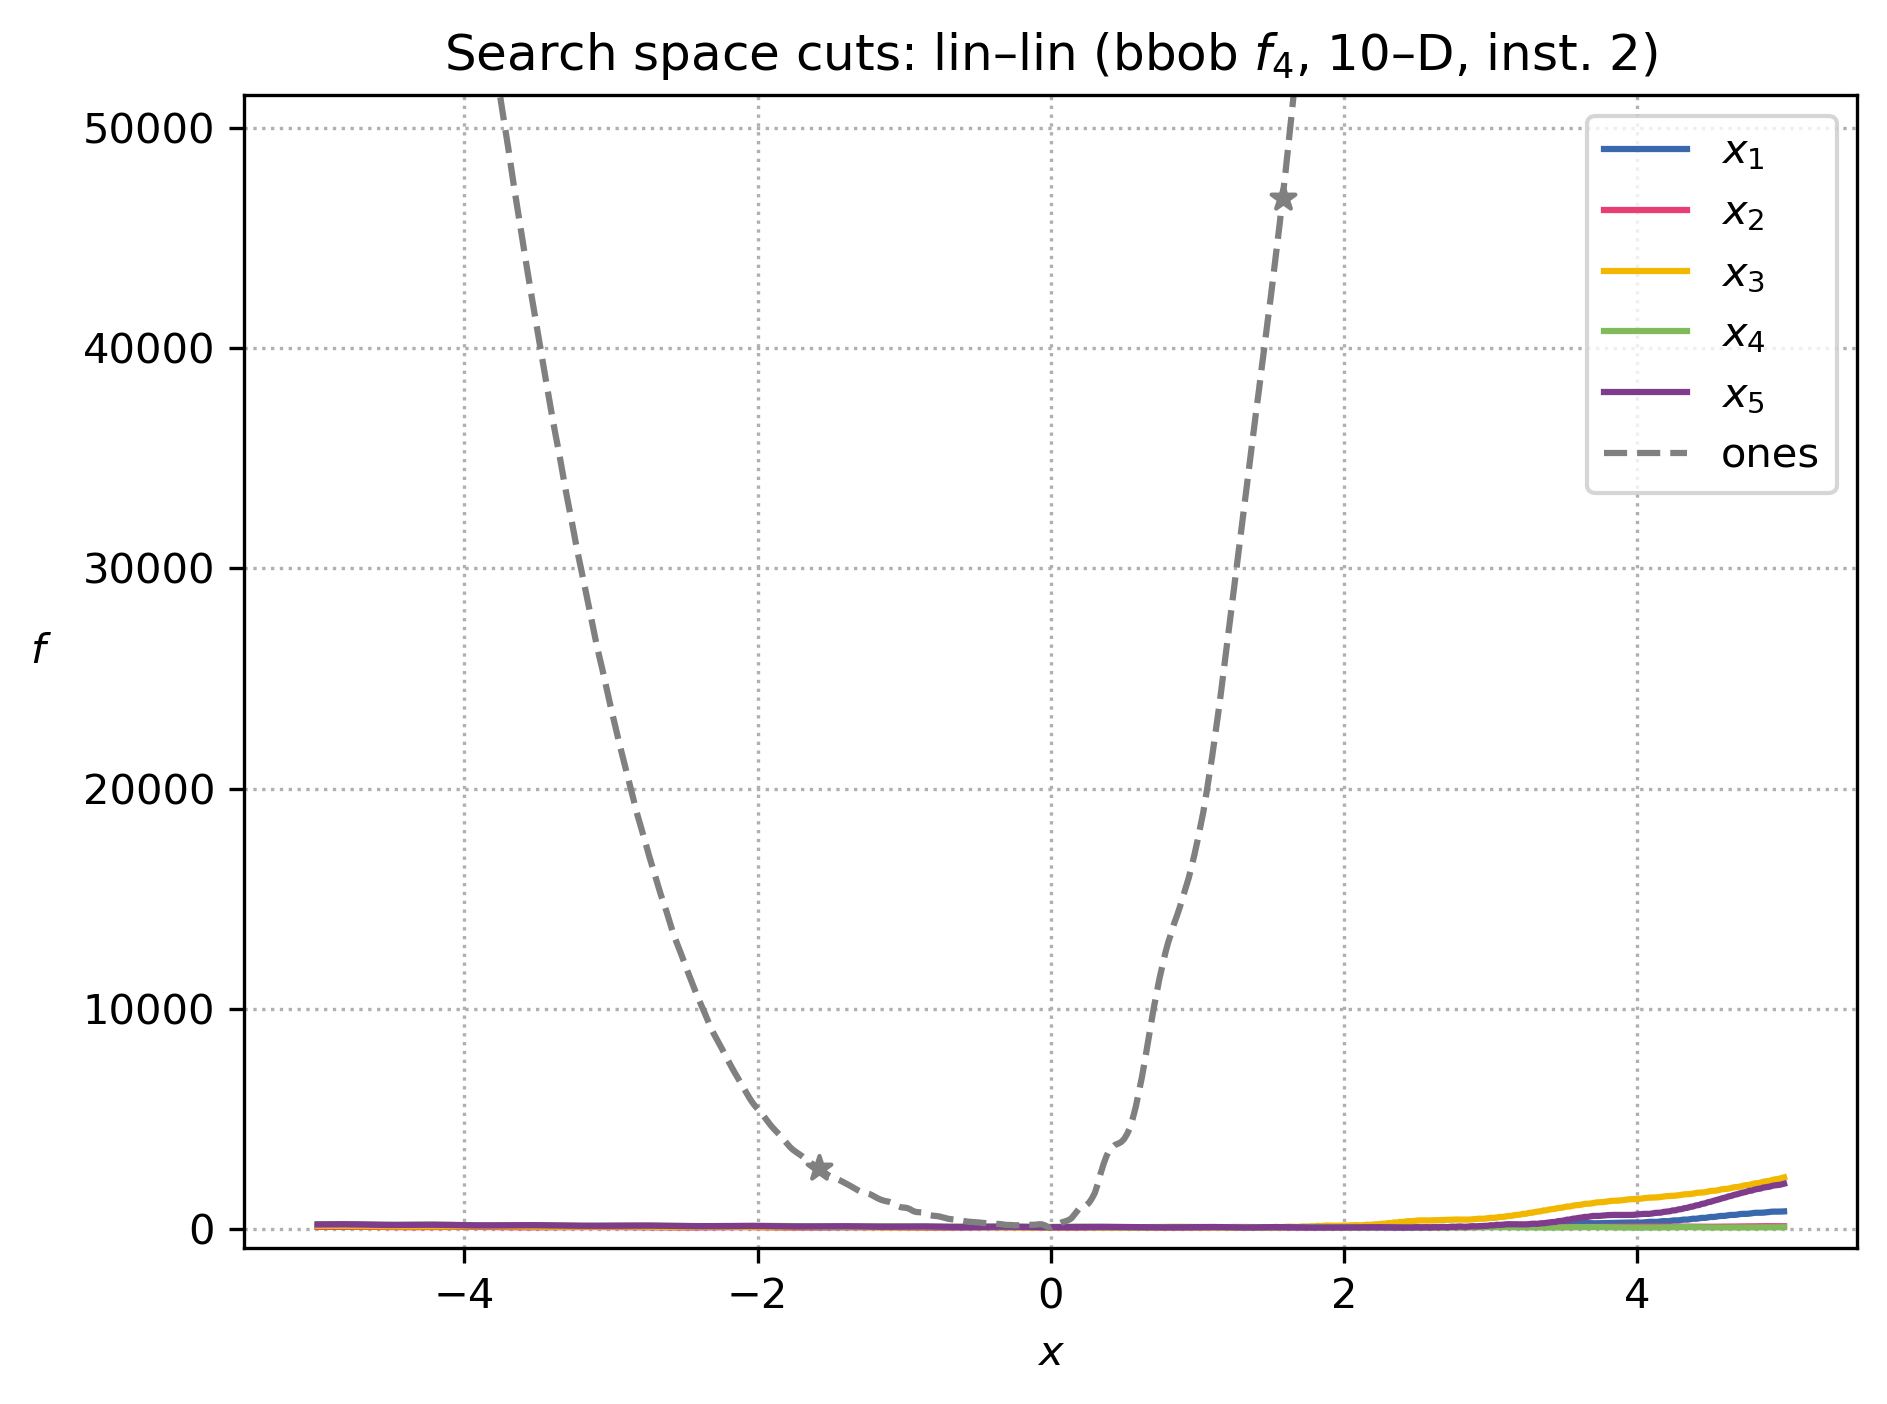 Search space cuts: lin–lin (bbob f₄, 10–D, inst. 2)
50000
40000
30000
20000
10000
0
f
x₁
x₂
x₃
x₄
x₅
ones
−4 −2 0 2 4
x